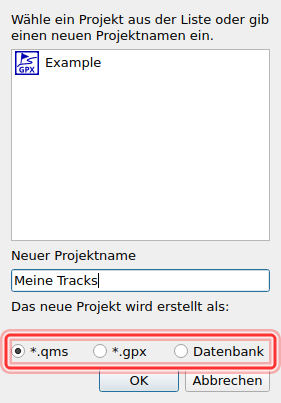 Wähle ein Projekt aus der Liste oder gib
einen neuen Projektnamen ein.
GPX
Example
Neuer Projektname
Meine Tracks
Das neue Projekt wird erstellt als:
*.qms *.gpx Datenbank
OK Abbrechen